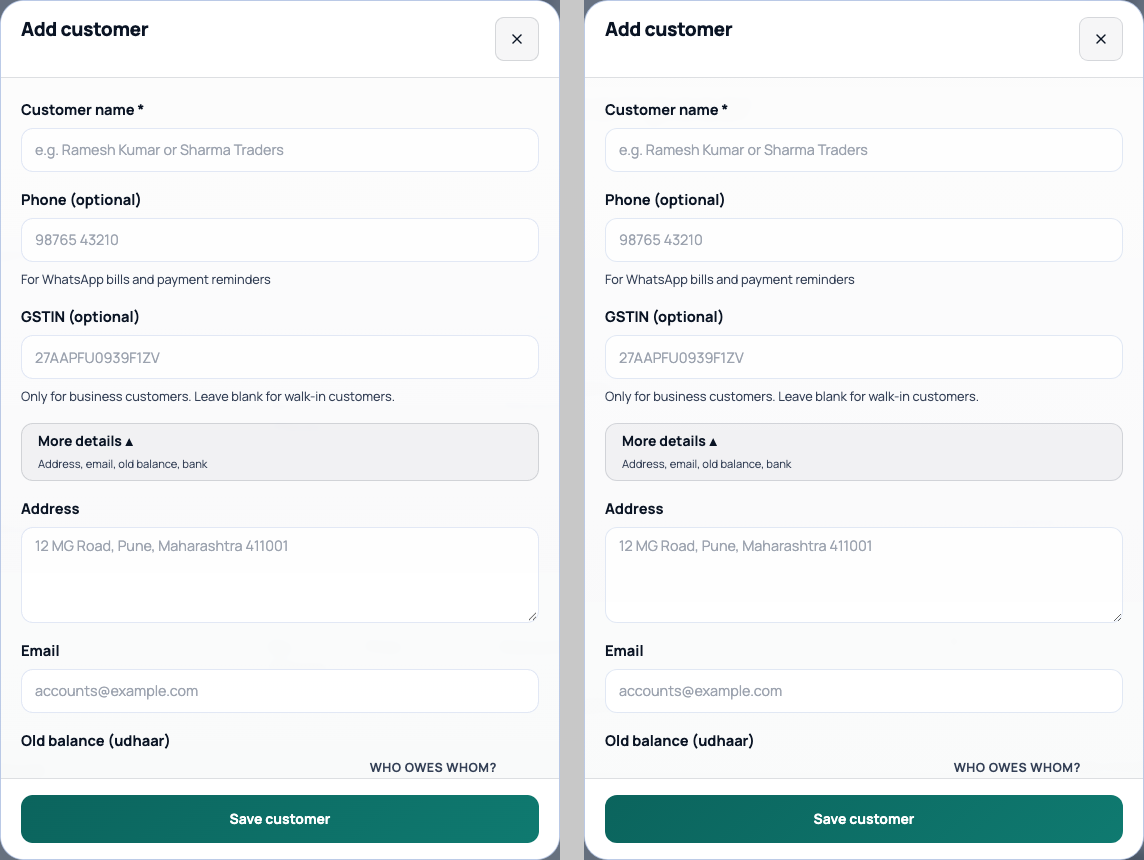 Add customer
×
Customer name *
e.g. Ramesh Kumar or Sharma Traders
Phone (optional)
98765 43210
For WhatsApp bills and payment reminders
GSTIN (optional)
27AAPFU0939F1ZV
Only for business customers. Leave blank for walk-in customers.
More details ▲
Address, email, old balance, bank
Address
12 MG Road, Pune, Maharashtra 411001
Email
accounts@example.com
Old balance (udhaar)
WHO OWES WHOM?
Save customer
Add customer
×
Customer name *
e.g. Ramesh Kumar or Sharma Traders
Phone (optional)
98765 43210
For WhatsApp bills and payment reminders
GSTIN (optional)
27AAPFU0939F1ZV
Only for business customers. Leave blank for walk-in customers.
More details ▲
Address, email, old balance, bank
Address
12 MG Road, Pune, Maharashtra 411001
Email
accounts@example.com
Old balance (udhaar)
WHO OWES WHOM?
Save customer